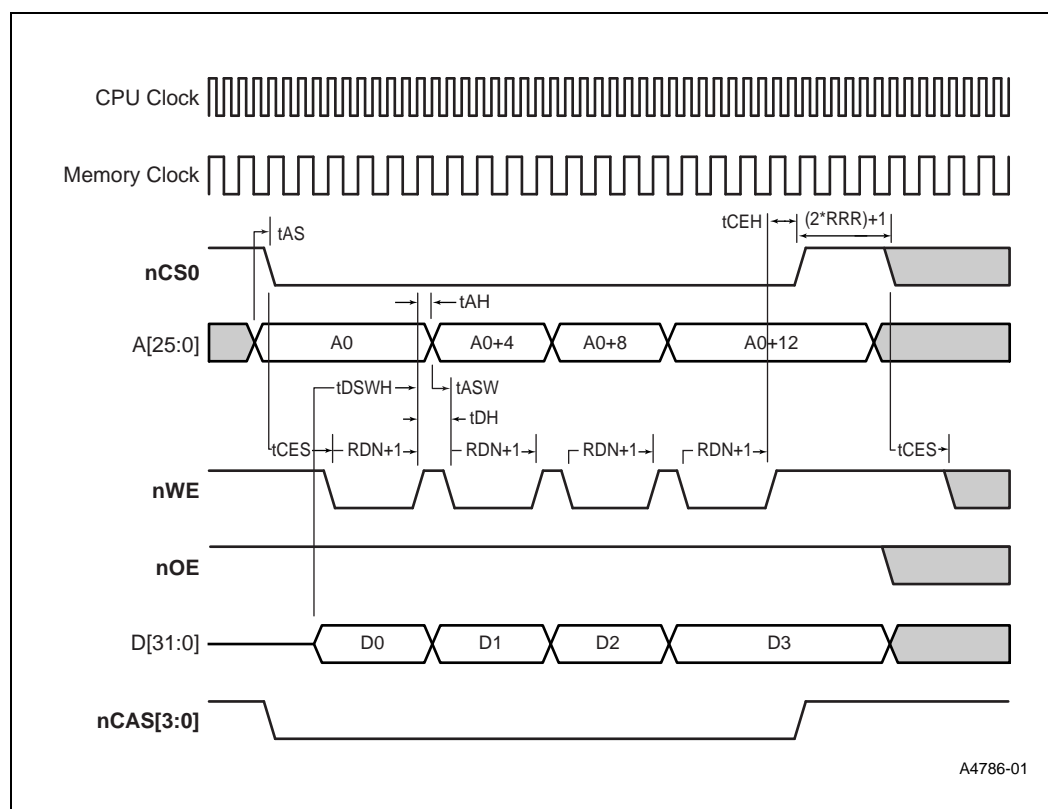 CPU Clock
Memory Clock
tCEH
(2*RRR)+1
tAS
nCS0
tAH
A[25:0]
A0
A0+4
A0+8
A0+12
tDSWH
tASW
tDH
tCES
RDN+1
RDN+1
RDN+1
RDN+1
tCES
nWE
nOE
D[31:0]
D0
D1
D2
D3
nCAS[3:0]
A4786-01